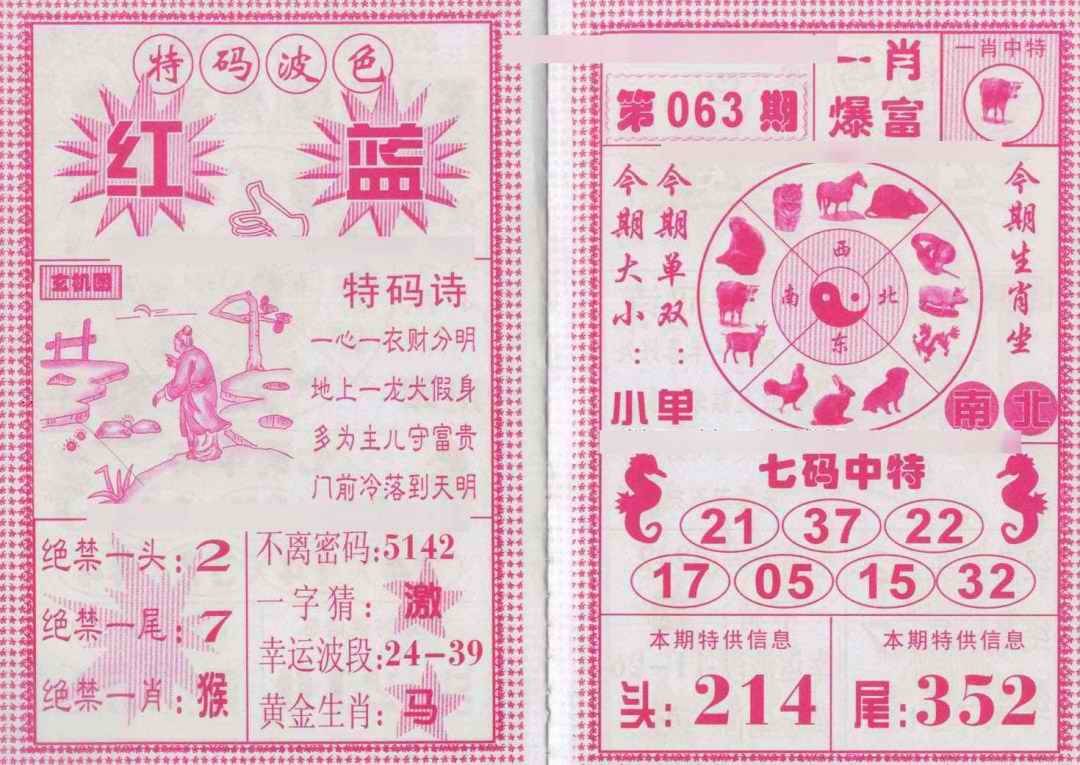 特码波色
红 蓝
玄机图
特码诗
一心一衣财分明
地上一龙犬假身
多为主儿守富贵
门前冷落到天明
绝禁一头:2
绝禁一尾:7
绝禁一肖:猴
不离密码:5142
一字猜:激
幸运波段:24-39
黄金生肖:马
第063期
一肖
爆富
一肖中特
今期大小:
小
今期单双:
单
西
南 北
东
今期生肖坐
南 北
七码中特
21 37 22
17 05 15 32
本期特供信息
头:214
本期特供信息
尾:352